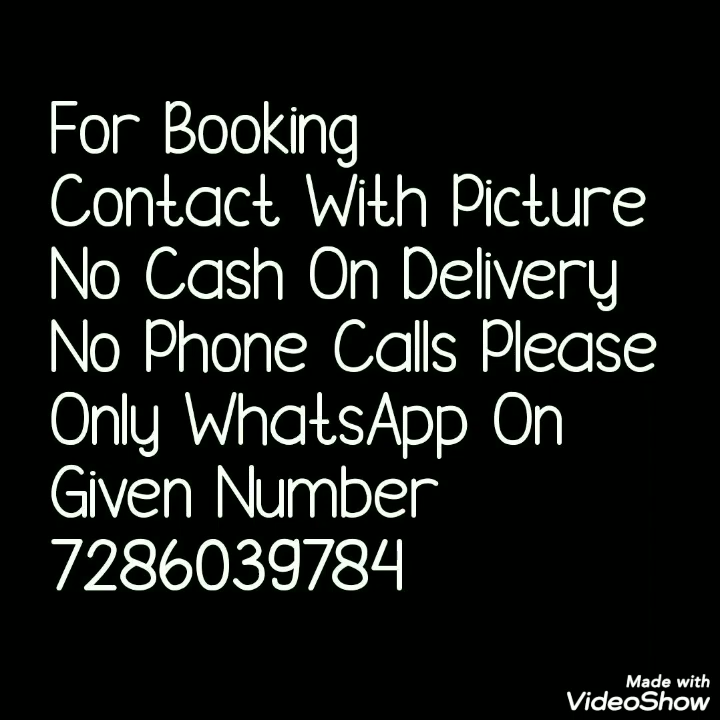 For Booking
Contact With Picture
No Cash On Delivery
No Phone Calls Please
Only WhatsApp On
Given Number
7286039784
Made with
VideoShow